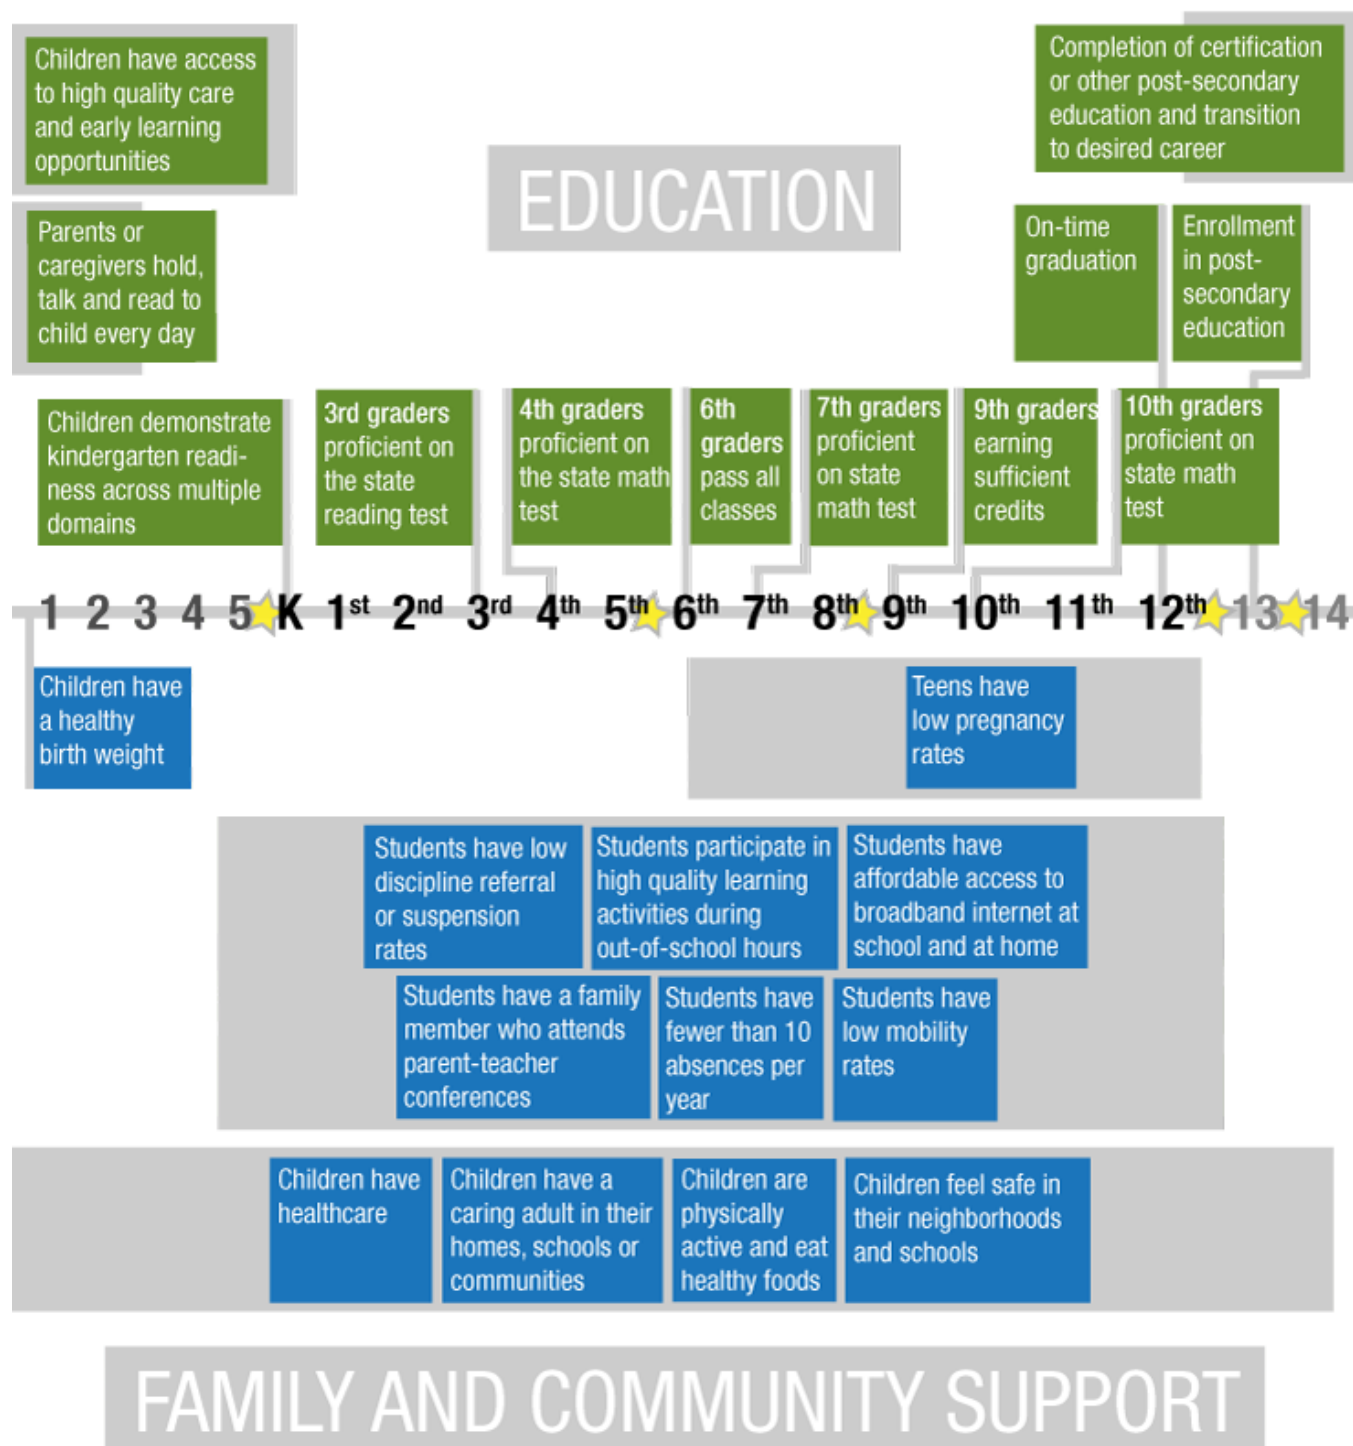 Children have access
to high quality care
and early learning
opportunities
Completion of certification
or other post-secondary
education and transition
to desired career
EDUCATION
Parents or
caregivers hold,
talk and read to
child every day
On-time
graduation
Enrollment
in post-
secondary
education
Children demonstrate
kindergarten readi-
ness across multiple
domains
3rd graders
proficient on
the state
reading test
4th graders
proficient on
the state math
test
6th
graders
pass all
classes
7th graders
proficient
on state
math test
9th graders
earning
sufficient
credits
10th graders
proficient on
state math
test
1 2 3 4 5 K 1st 2nd 3rd 4th 5th 6th 7th 8th 9th 10th 11th 12th 13 14
Children have
a healthy
birth weight
Teens have
low pregnancy
rates
Students have low
discipline referral
or suspension
rates
Students participate in
high quality learning
activities during
out-of-school hours
Students have
affordable access to
broadband internet at
school and at home
Students have a family
member who attends
parent-teacher
conferences
Students have
fewer than 10
absences per
year
Students have
low mobility
rates
Children have
healthcare
Children have a
caring adult in their
homes, schools or
communities
Children are
physically
active and eat
healthy foods
Children feel safe in
their neighborhoods
and schools
FAMILY AND COMMUNITY SUPPORT